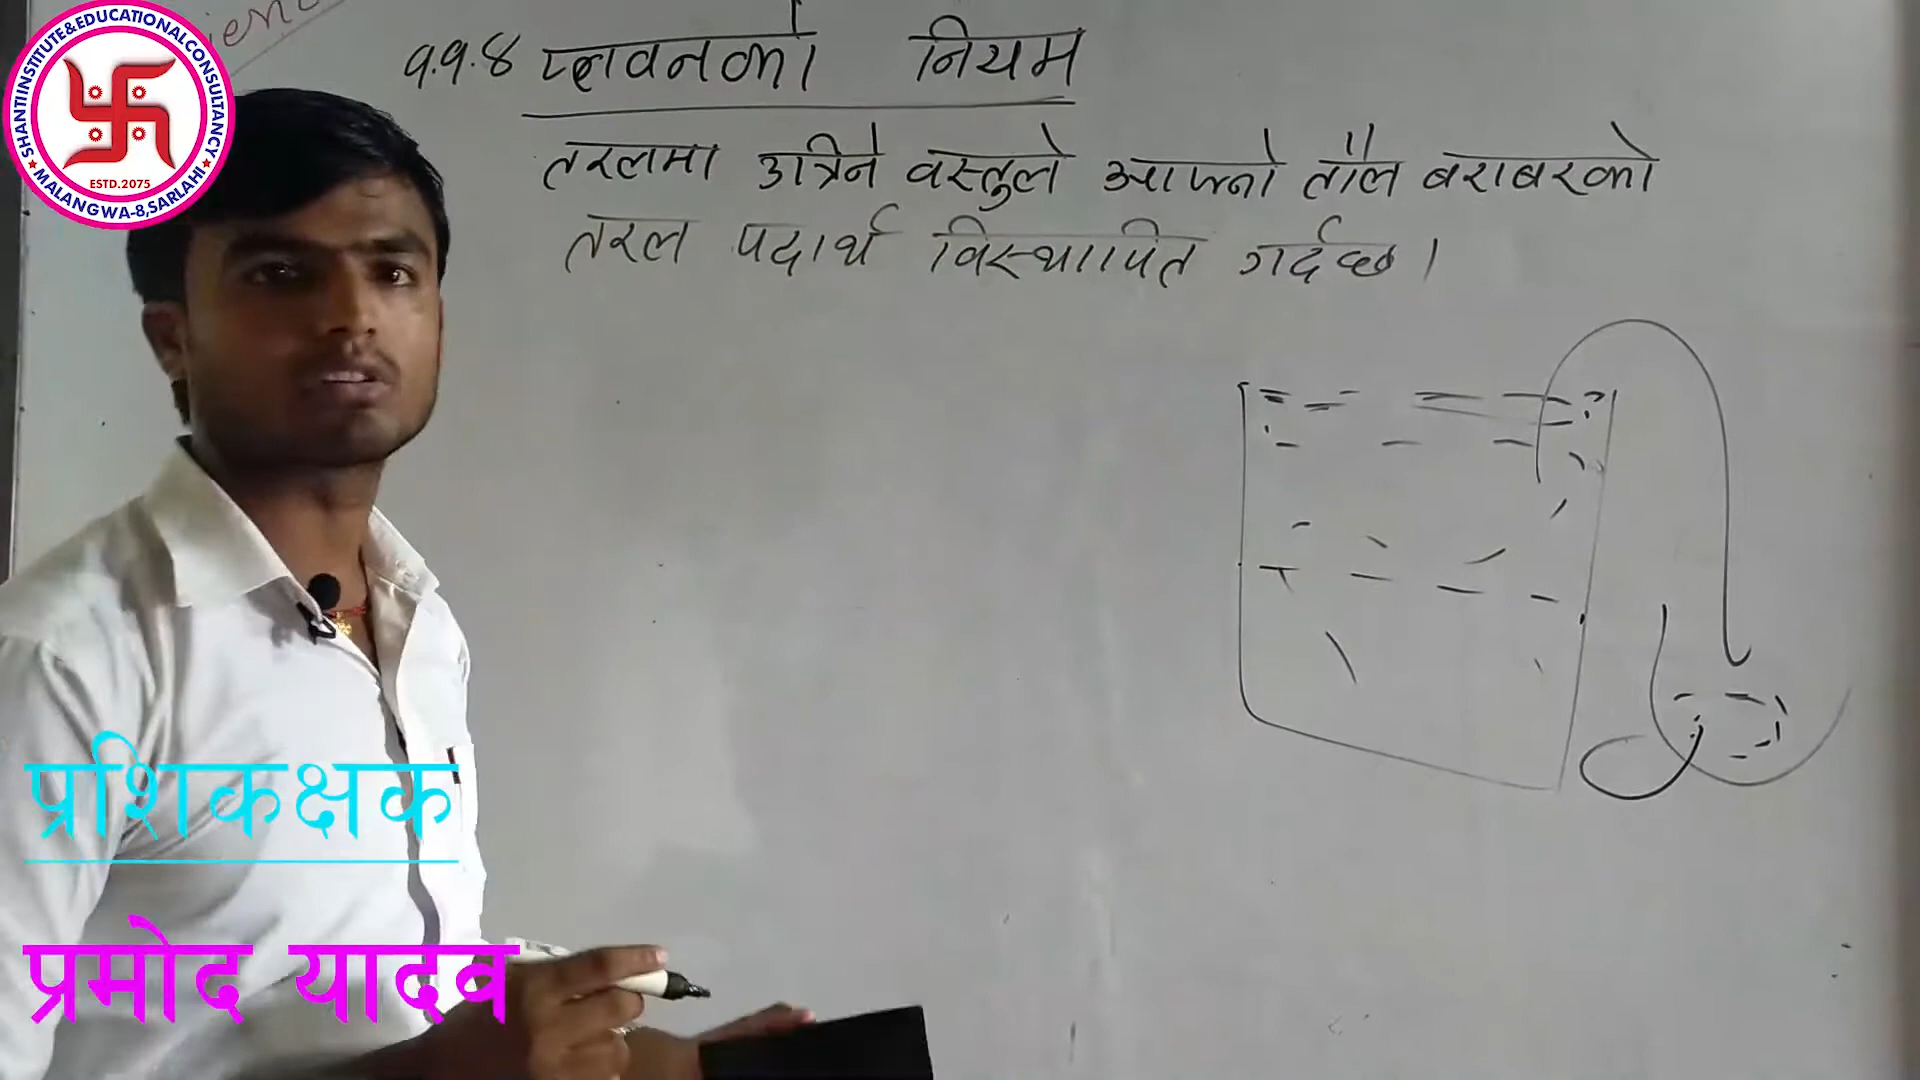 SHANTI INSTITUTE & EDUCATIONAL CONSULTANCY
ESTD.2075
★ MALANGWA-8, SARLAHI ★
१.१.४ प्लवनको नियम
तरलमा उत्रिने वस्तुले आफ्नो तौल बराबरको
तरल पदार्थ विस्थापित गर्दछ।
प्रशिकक्षक
प्रमोद यादव